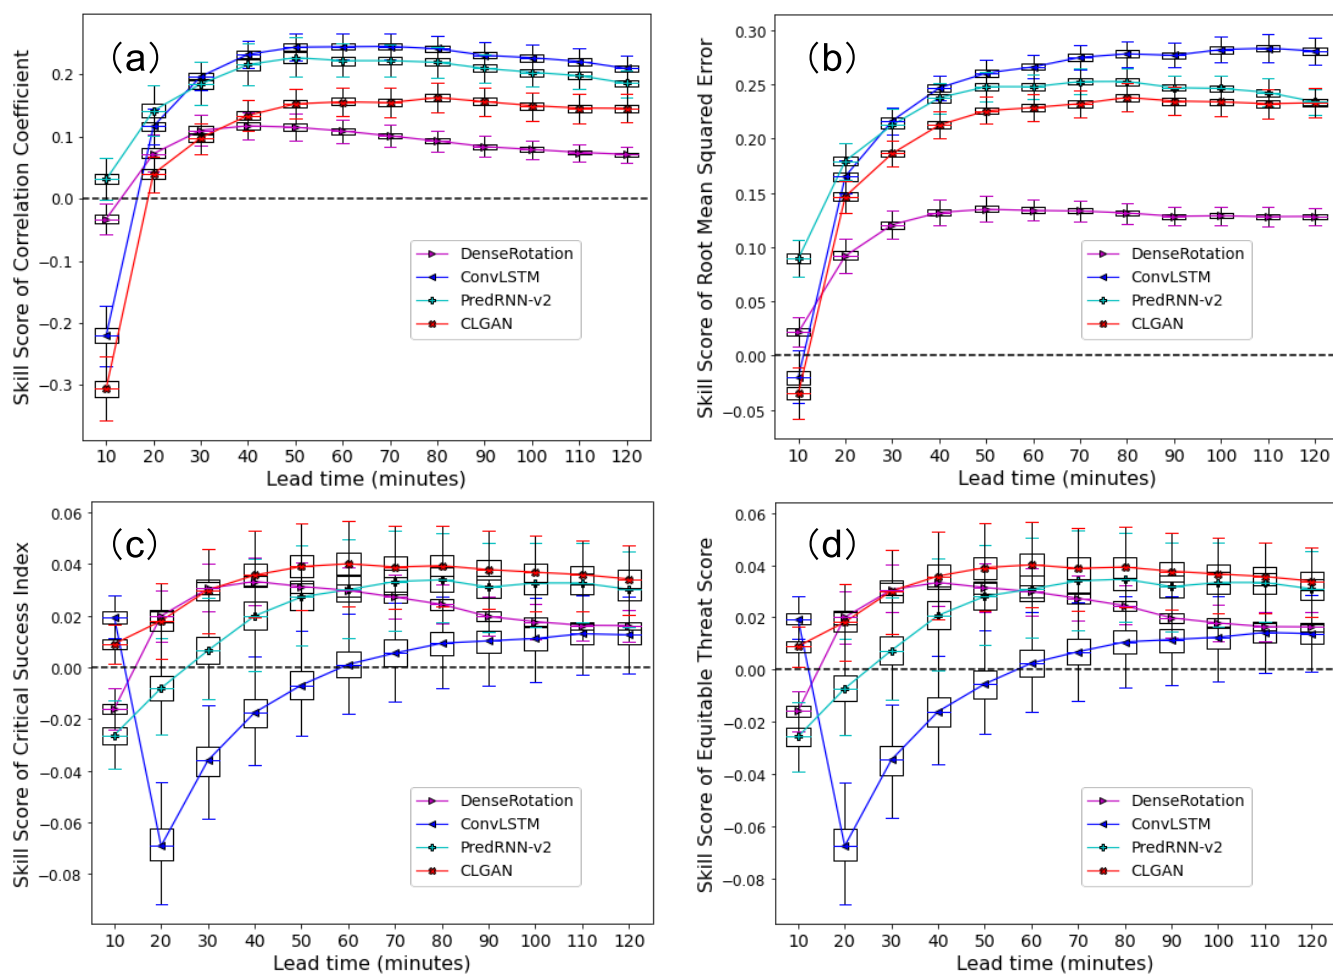 (a)
Skill Score of Correlation Coefficient
0.2
0.1
0.0
−0.1
−0.2
−0.3
DenseRotation
ConvLSTM
PredRNN-v2
CLGAN
10 20 30 40 50 60 70 80 90 100 110 120
Lead time (minutes)
(b)
Skill Score of Root Mean Squared Error
0.30
0.25
0.20
0.15
0.10
0.05
0.00
−0.05
DenseRotation
ConvLSTM
PredRNN-v2
CLGAN
10 20 30 40 50 60 70 80 90 100 110 120
Lead time (minutes)
(c)
Skill Score of Critical Success Index
0.06
0.04
0.02
0.00
−0.02
−0.04
−0.06
−0.08
DenseRotation
ConvLSTM
PredRNN-v2
CLGAN
10 20 30 40 50 60 70 80 90 100 110 120
Lead time (minutes)
(d)
Skill Score of Equitable Threat Score
0.06
0.04
0.02
0.00
−0.02
−0.04
−0.06
−0.08
DenseRotation
ConvLSTM
PredRNN-v2
CLGAN
10 20 30 40 50 60 70 80 90 100 110 120
Lead time (minutes)